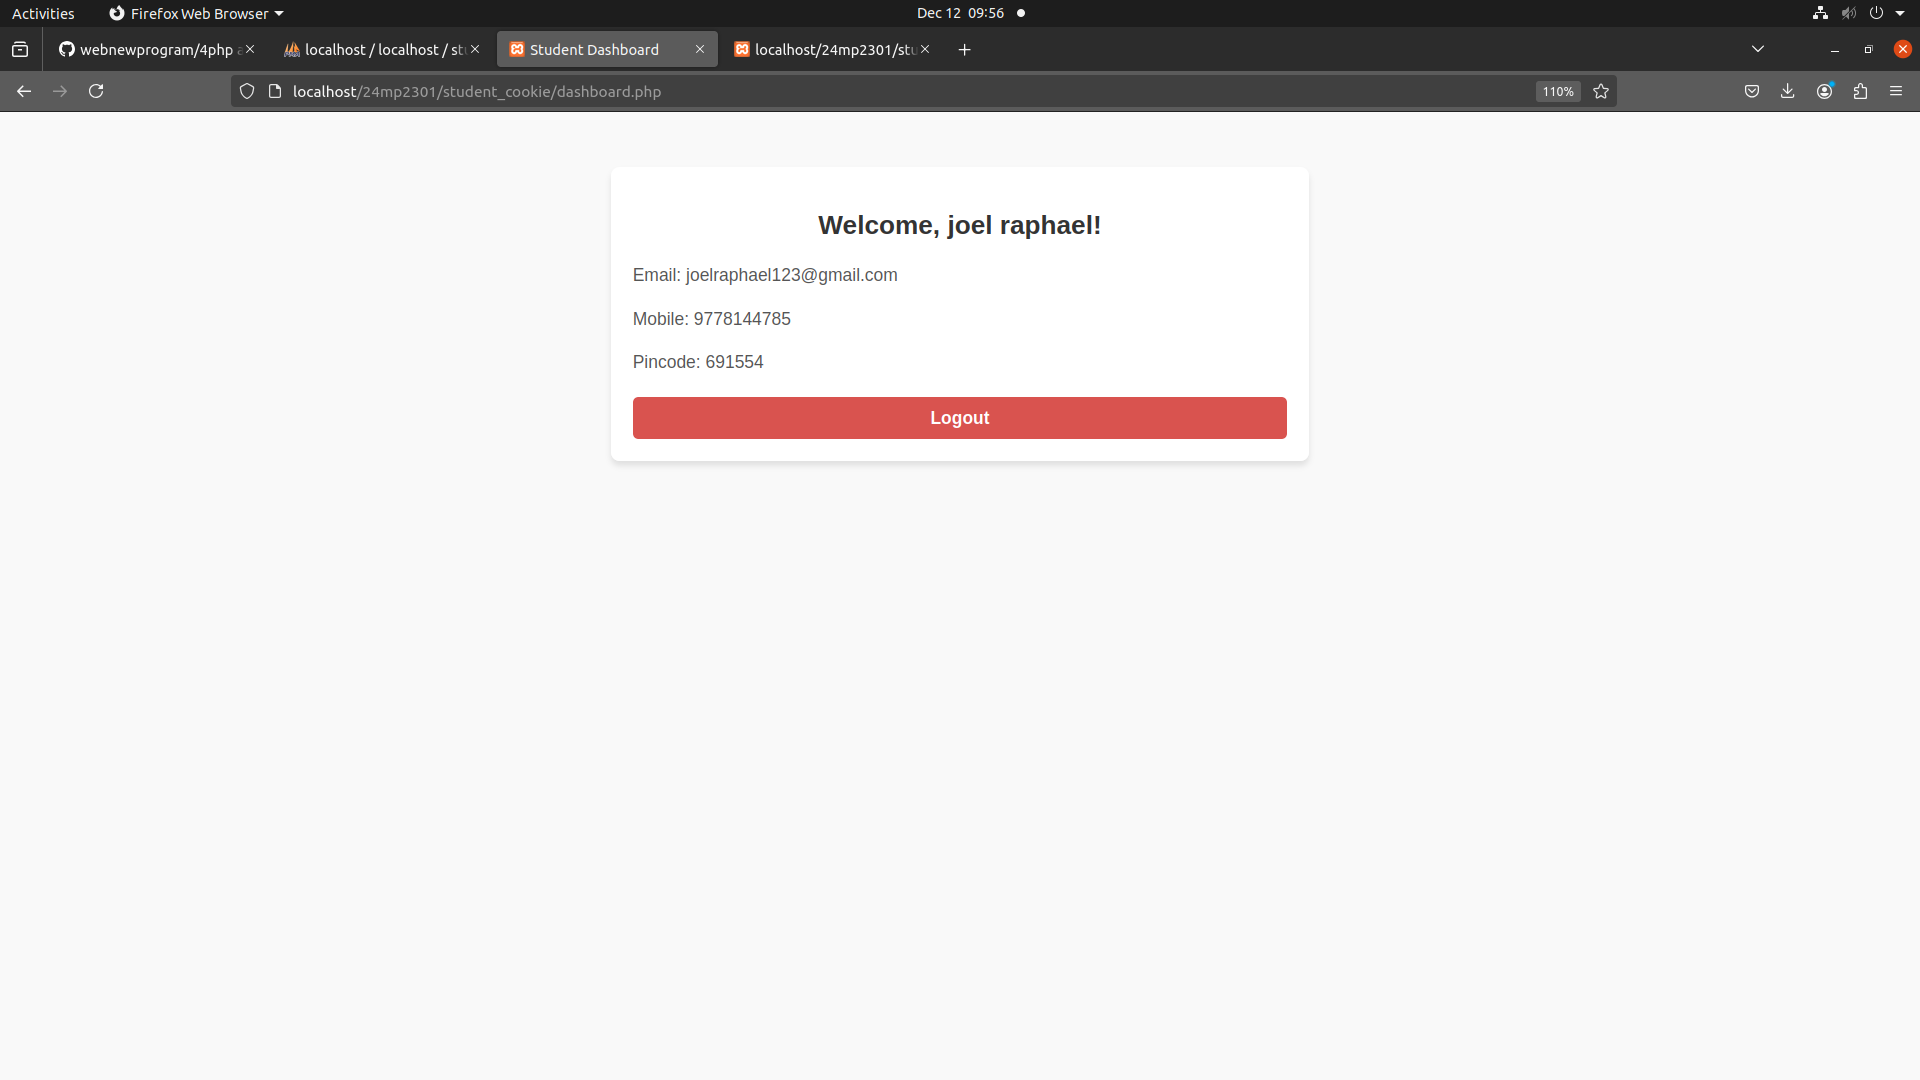 Activities
Firefox Web Browser
Dec 12 09:56
webnewprogram/4php
localhost / localhost / stu
Student Dashboard
localhost/24mp2301/stu
localhost/24mp2301/student_cookie/dashboard.php
110%
Welcome, joel raphael!
Email: joelraphael123@gmail.com
Mobile: 9778144785
Pincode: 691554
Logout